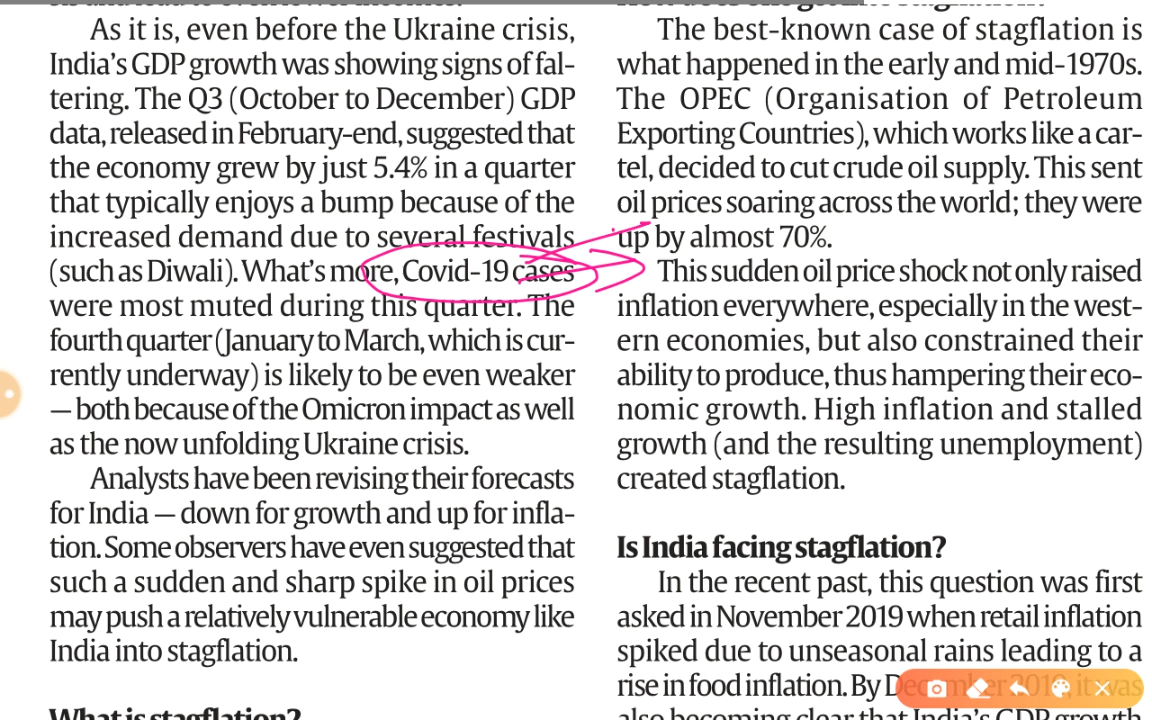 As it is, even before the Ukraine crisis,
India's GDP growth was showing signs of fal-
tering. The Q3 (October to December) GDP
data, released in February-end, suggested that
the economy grew by just 5.4% in a quarter
that typically enjoys a bump because of the
increased demand due to several festivals
(such as Diwali). What's more, Covid-19 cases
were most muted during this quarter. The
fourth quarter (January to March, which is cur-
rently underway) is likely to be even weaker
— both because of the Omicron impact as well
as the now unfolding Ukraine crisis.
Analysts have been revising their forecasts
for India — down for growth and up for infla-
tion. Some observers have even suggested that
such a sudden and sharp spike in oil prices
may push a relatively vulnerable economy like
India into stagflation.
What is stagflation?
The best-known case of stagflation is
what happened in the early and mid-1970s.
The OPEC (Organisation of Petroleum
Exporting Countries), which works like a car-
tel, decided to cut crude oil supply. This sent
oil prices soaring across the world; they were
up by almost 70%.
This sudden oil price shock not only raised
inflation everywhere, especially in the west-
ern economies, but also constrained their
ability to produce, thus hampering their eco-
nomic growth. High inflation and stalled
growth (and the resulting unemployment)
created stagflation.
Is India facing stagflation?
In the recent past, this question was first
asked in November 2019 when retail inflation
spiked due to unseasonal rains leading to a
rise in food inflation. By December 2019, it was
also becoming clear that India's GDP growth